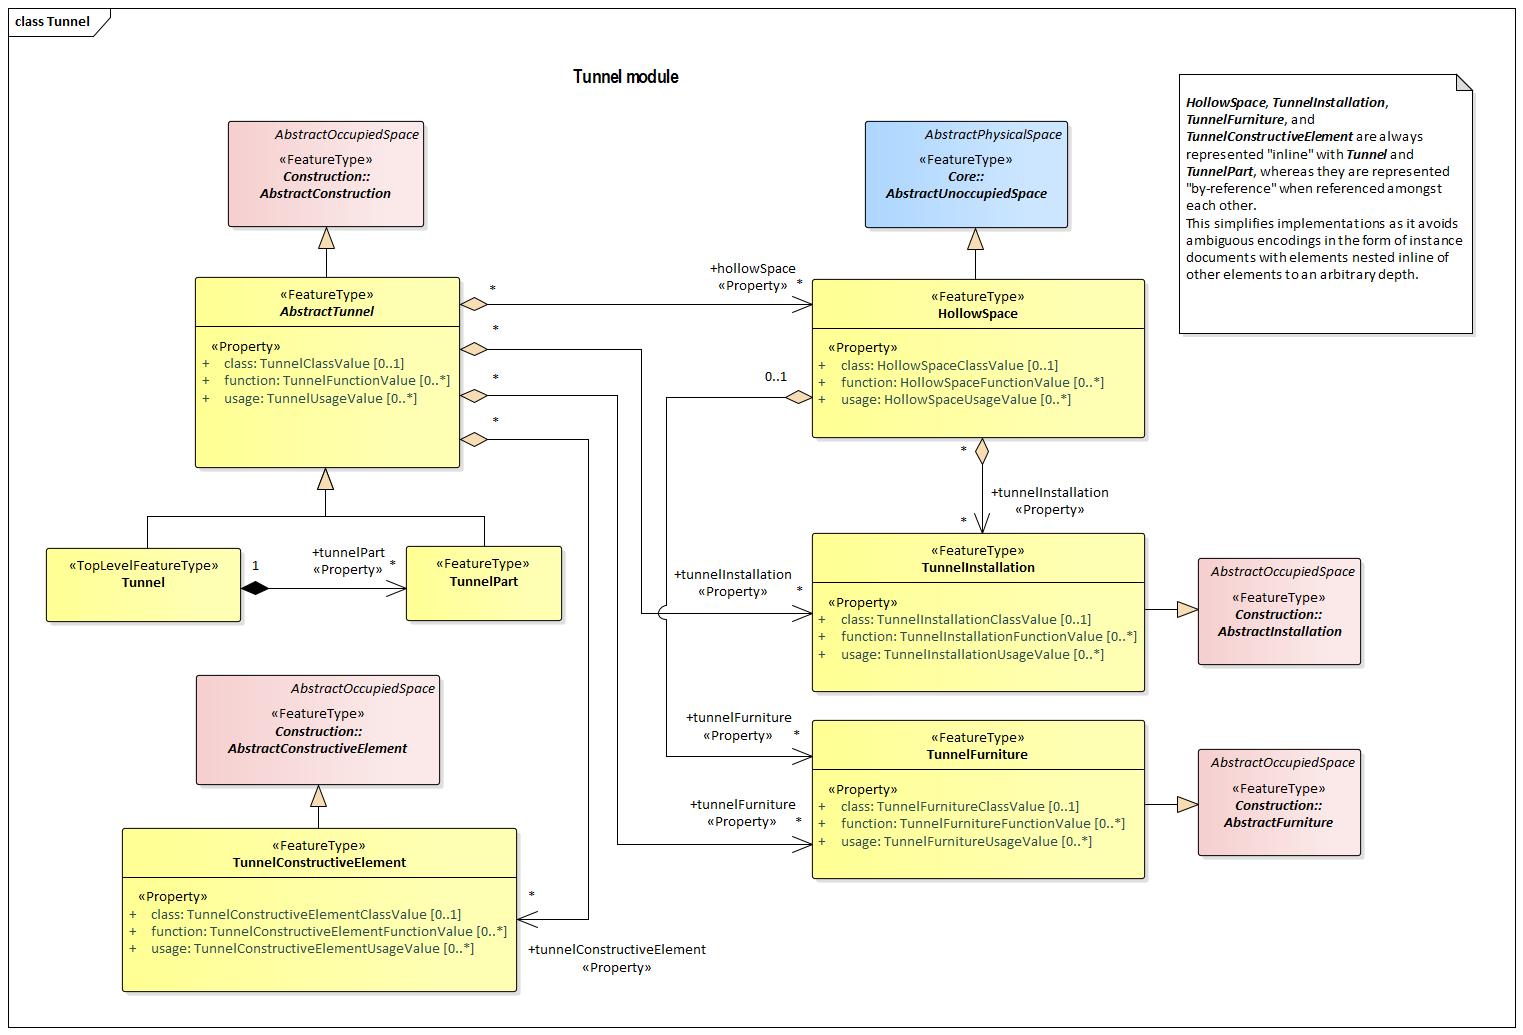 class Tunnel
Tunnel module
HollowSpace, TunnelInstallation,
TunnelFurniture, and
TunnelConstructiveElement are always
represented "inline" with Tunnel and
TunnelPart, whereas they are represented
"by-reference" when referenced amongst
each other.
This simplifies implementations as it avoids
ambiguous encodings in the form of instance
documents with elements nested inline of
other elements to an arbitrary depth.
AbstractOccupiedSpace
«FeatureType»
Construction::
AbstractConstruction
AbstractPhysicalSpace
«FeatureType»
Core::
AbstractUnoccupiedSpace
«FeatureType»
AbstractTunnel
«Property»
+ class: TunnelClassValue [0..1]
+ function: TunnelFunctionValue [0..*]
+ usage: TunnelUsageValue [0..*]
*
*
*
*
+hollowSpace
«Property» *
«FeatureType»
HollowSpace
«Property»
+ class: HollowSpaceClassValue [0..1]
+ function: HollowSpaceFunctionValue [0..*]
+ usage: HollowSpaceUsageValue [0..*]
0..1
*
+tunnelInstallation
«Property»
*
«TopLevelFeatureType»
Tunnel
1
+tunnelPart
«Property» *
«FeatureType»
TunnelPart
+tunnelInstallation
«Property» *
«FeatureType»
TunnelInstallation
«Property»
+ class: TunnelInstallationClassValue [0..1]
+ function: TunnelInstallationFunctionValue [0..*]
+ usage: TunnelInstallationUsageValue [0..*]
AbstractOccupiedSpace
«FeatureType»
Construction::
AbstractInstallation
AbstractOccupiedSpace
«FeatureType»
Construction::
AbstractConstructiveElement
+tunnelFurniture
«Property» *
+tunnelFurniture
«Property» *
«FeatureType»
TunnelFurniture
«Property»
+ class: TunnelFurnitureClassValue [0..1]
+ function: TunnelFurnitureFunctionValue [0..*]
+ usage: TunnelFurnitureUsageValue [0..*]
AbstractOccupiedSpace
«FeatureType»
Construction::
AbstractFurniture
«FeatureType»
TunnelConstructiveElement
«Property»
+ class: TunnelConstructiveElementClassValue [0..1]
+ function: TunnelConstructiveElementFunctionValue [0..*]
+ usage: TunnelConstructiveElementUsageValue [0..*]
*
+tunnelConstructiveElement
«Property»